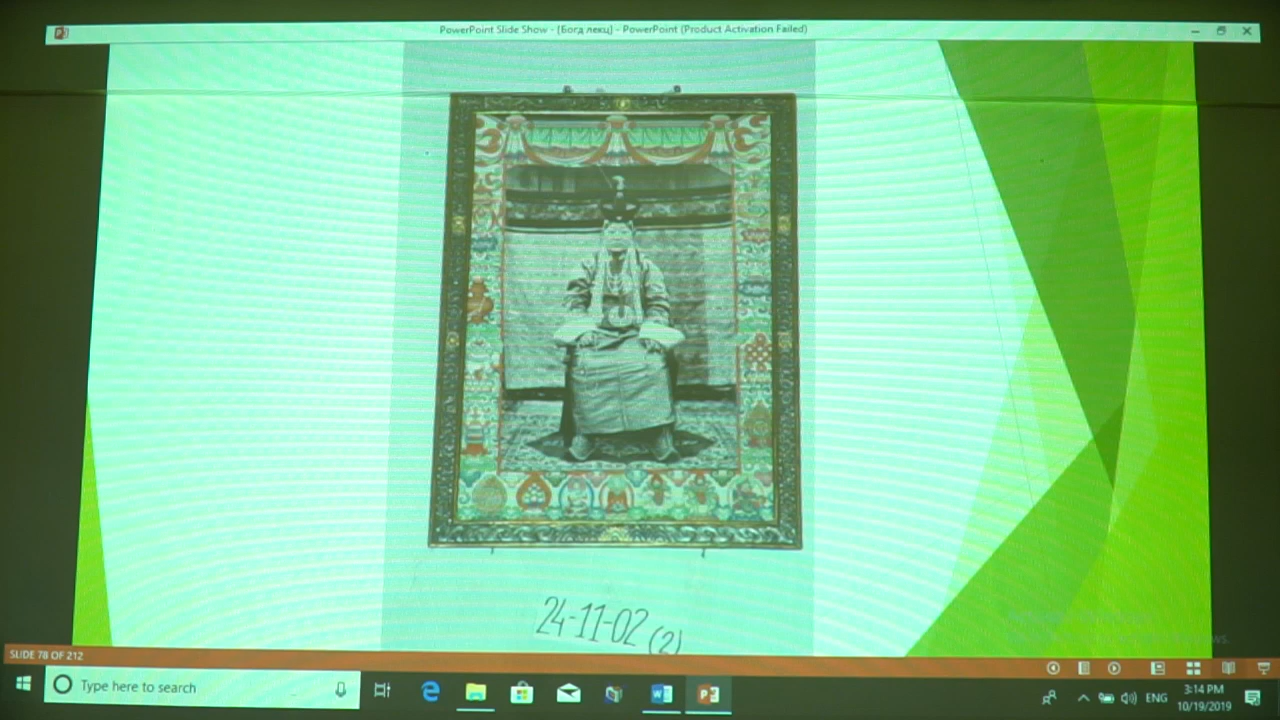 PowerPoint Slide Show - [Богд лекц] - PowerPoint (Product Activation Failed)
24-11-02 (2)
SLIDE 78 OF 212
Type here to search
ENG
3:14 PM
10/19/2019